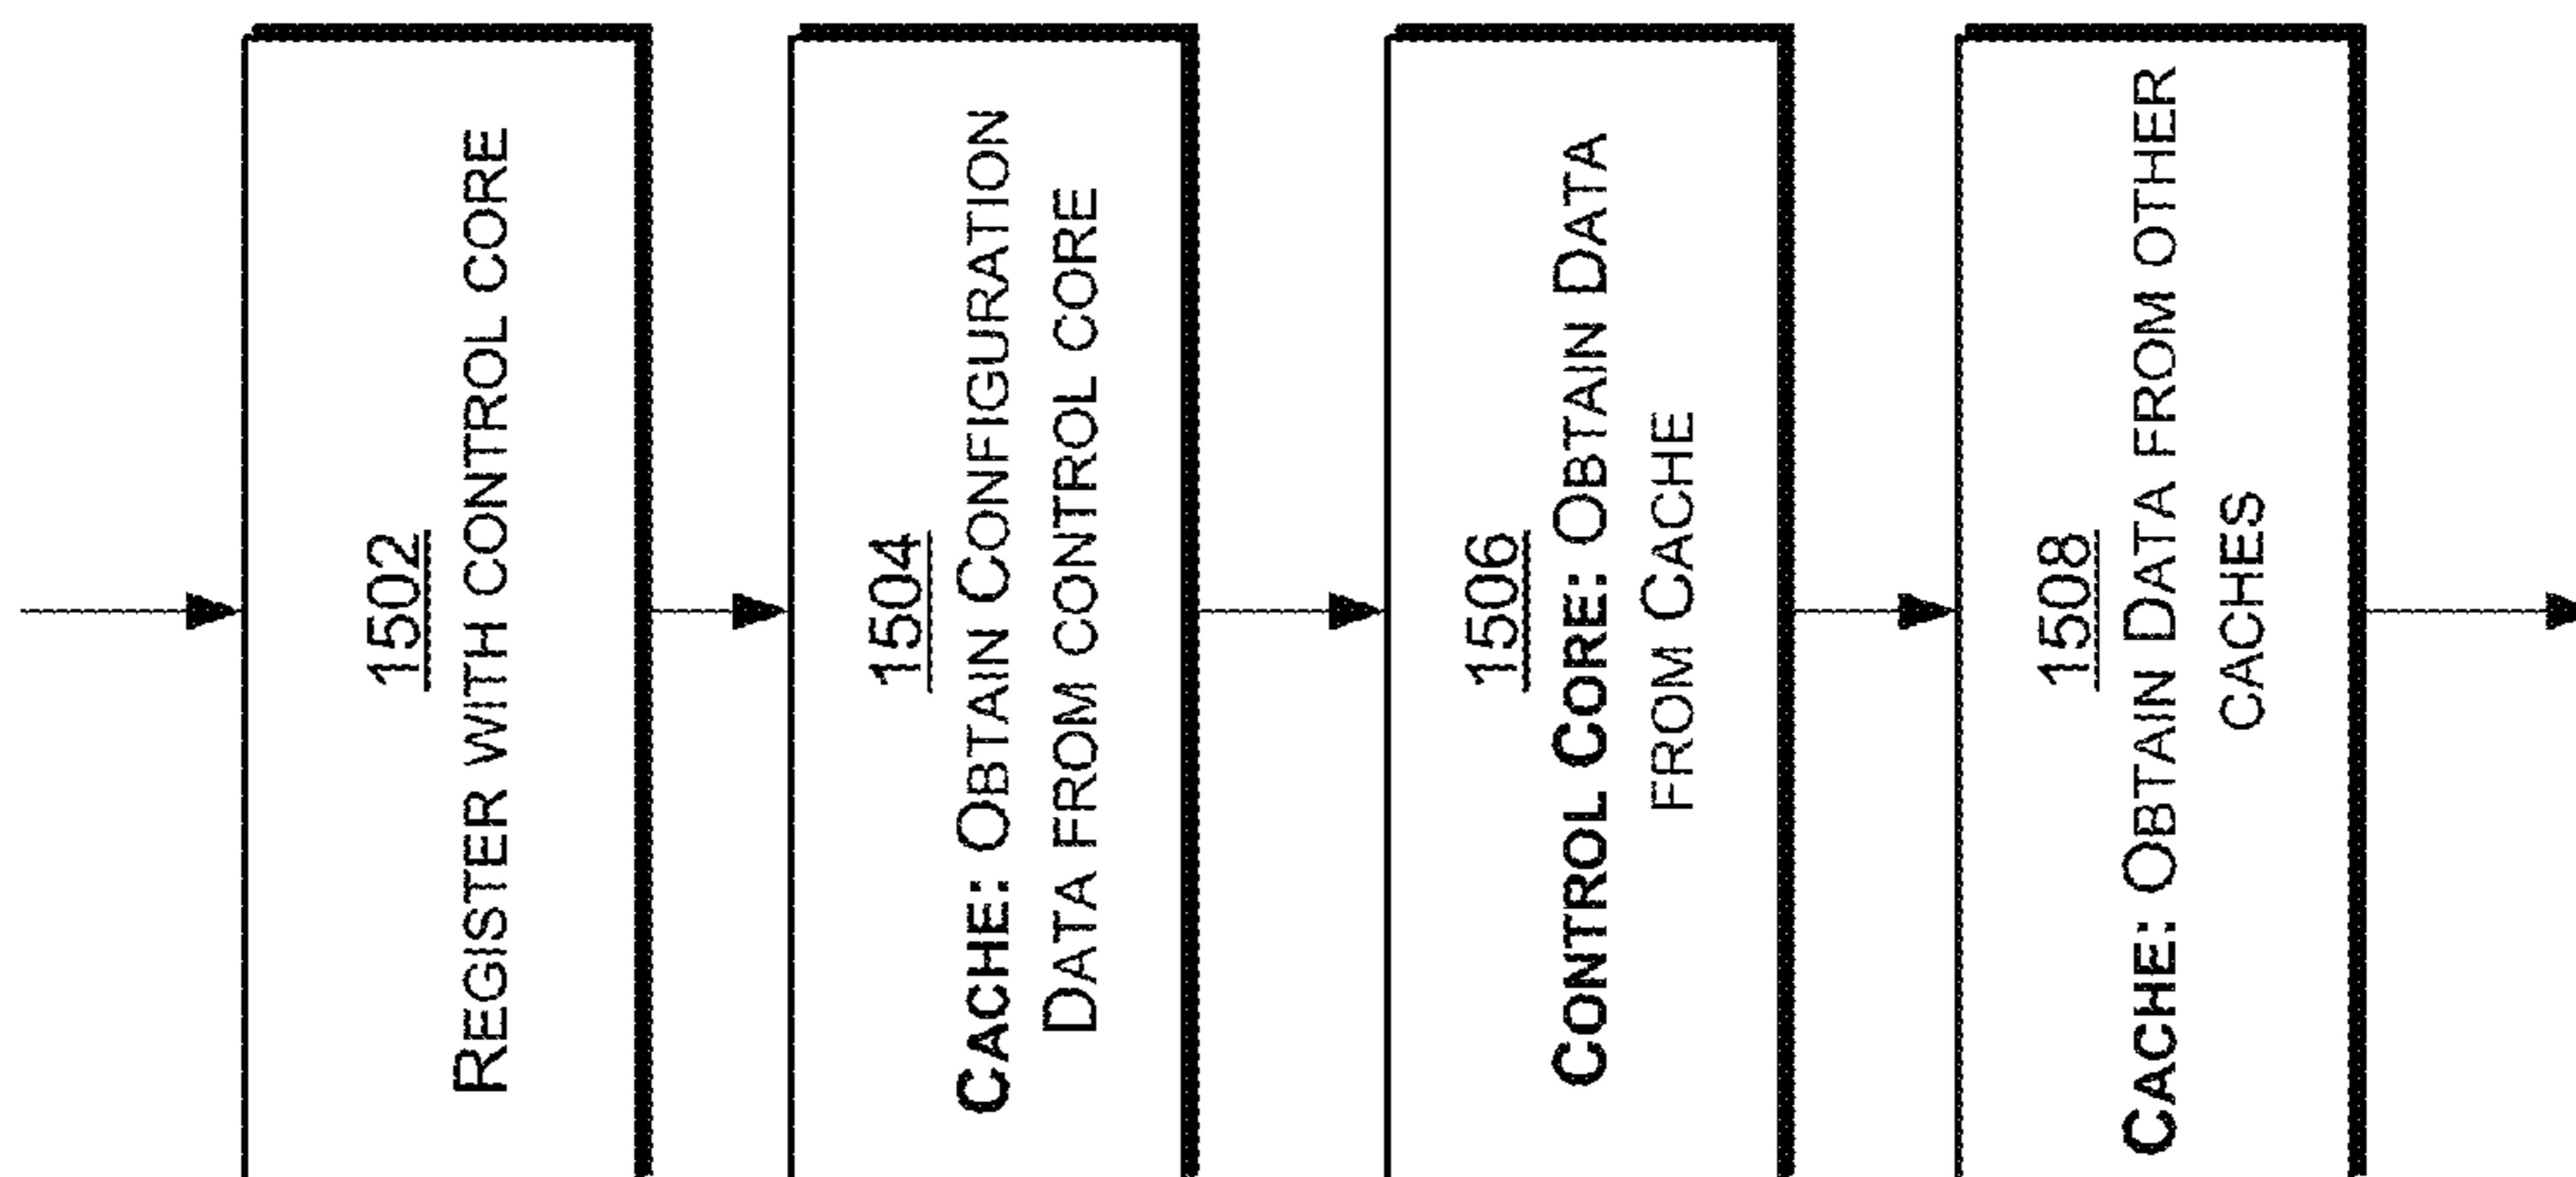 1502
REGISTER WITH CONTROL CORE
1504
CACHE: OBTAIN CONFIGURATION
DATA FROM CONTROL CORE
1506
CONTROL CORE: OBTAIN DATA
FROM CACHE
1508
CACHE: OBTAIN DATA FROM OTHER
CACHES